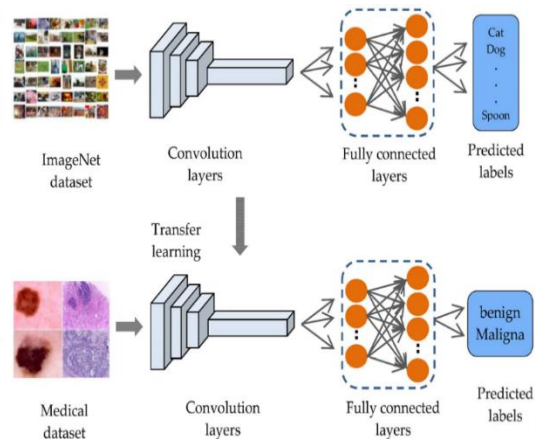 Cat
Dog
.
.
.
Spoon
ImageNet
dataset
Convolution
layers
Fully connected
layers
Predicted
labels
Transfer
learning
benign
Maligna
Medical
dataset
Convolution
layers
Fully connected
layers
Predicted
labels